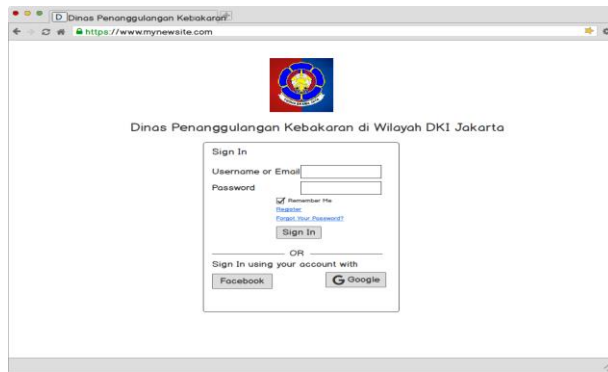 D Dinas Penanggulangan Kebakaran
https://www.mynewsite.com
Dinas Penanggulangan Kebakaran di Wilayah DKI Jakarta
Sign In
Username or Email
Password
Remember Me
Register
Forgot Your Password?
Sign In
OR
Sign In using your account with
Facebook
G Google